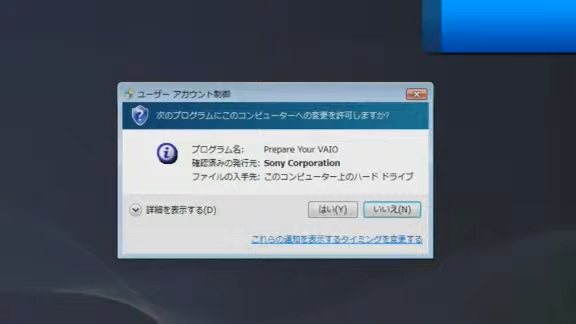 ユーザー アカウント制御
次のプログラムにこのコンピューターへの変更を許可しますか?
プログラム名: Prepare Your VAIO
確認済みの発行元: Sony Corporation
ファイルの入手先: このコンピューター上のハード ドライブ
詳細を表示する(D)
はい(Y)
いいえ(N)
これらの通知を表示するタイミングを変更する